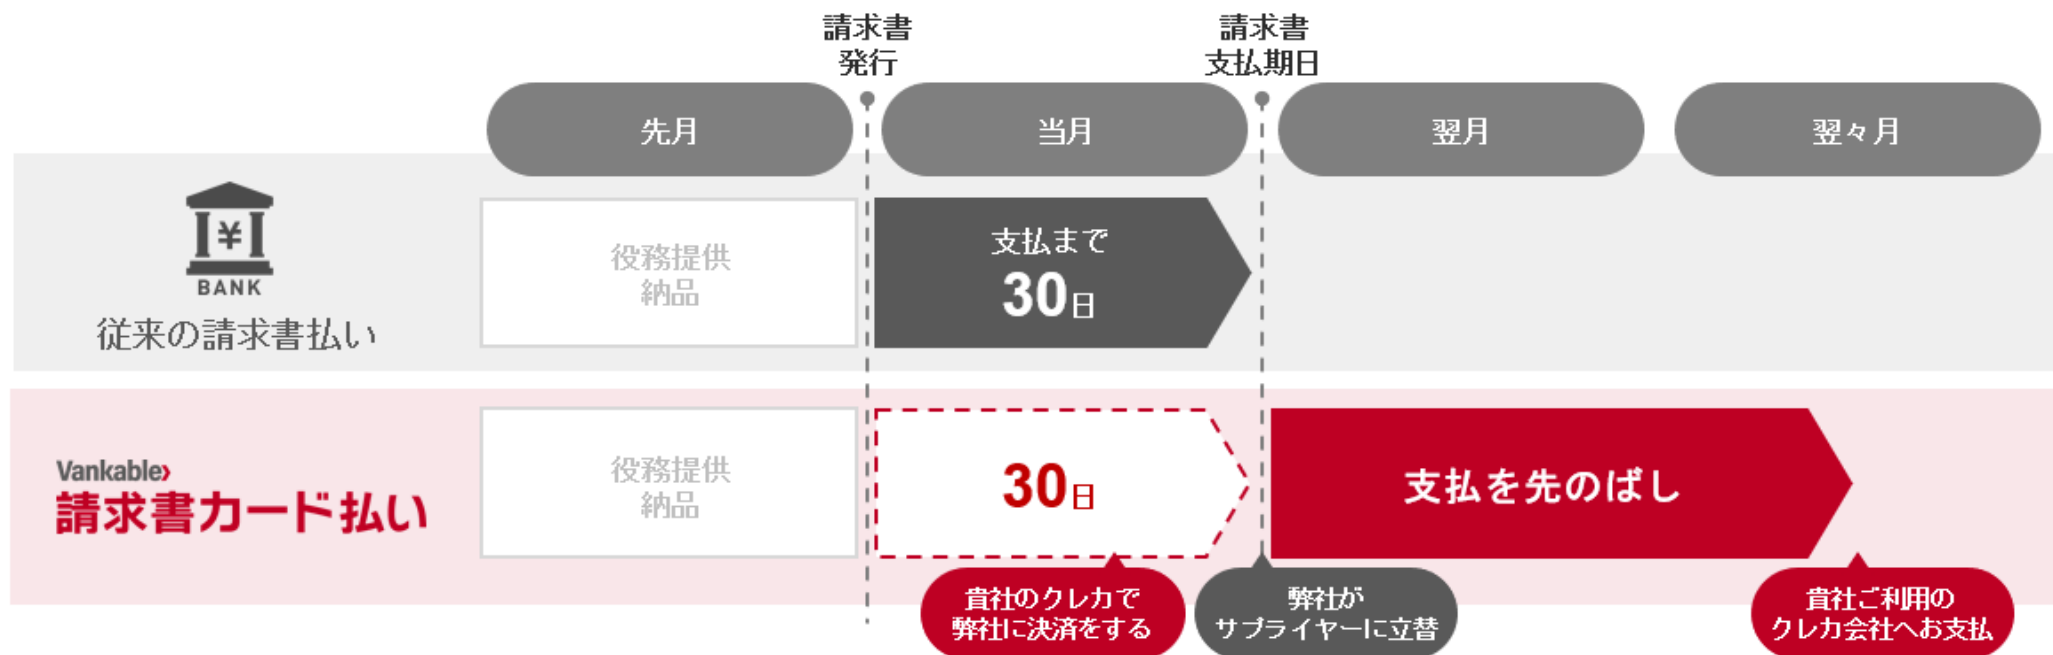 請求書
発行
請求書
支払期日
先月
当月
翌月
翌々月
¥
BANK
従来の請求書払い
役務提供
納品
支払まで
30日
Vankable
請求書カード払い
役務提供
納品
30日
支払を先のばし
貴社のクレカで
弊社に決済をする
弊社が
サプライヤーに立替
貴社ご利用の
クレカ会社へお支払